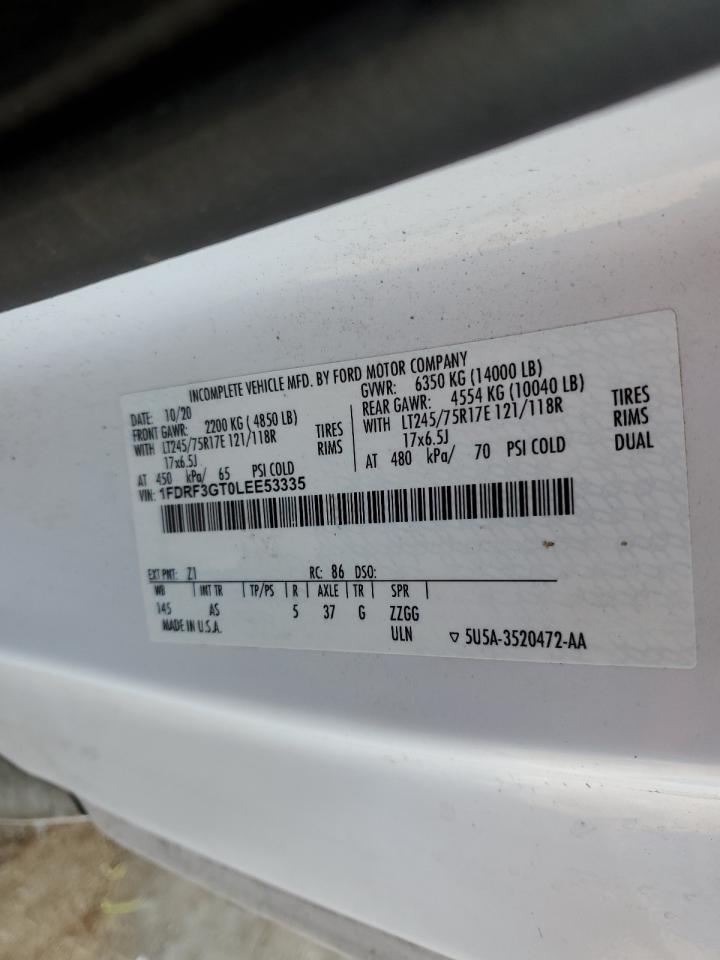 INCOMPLETE VEHICLE MFD. BY FORD MOTOR COMPANY
DATE: 10/20
GVWR: 6350 KG (14000 LB)
FRONT GAWR: 2200 KG ( 4850 LB)
REAR GAWR: 4554 KG (10040 LB)
WITH LT245/75R17E 121/118R TIRES
WITH LT245/75R17E 121/118R TIRES
17x6.5J RIMS
17x6.5J RIMS
AT 450 kPa/ 65 PSI COLD
AT 480 kPa/ 70 PSI COLD DUAL
VIN: 1FDRF3GT0LEE53335
EXT PNT: Z1 RC: 86 DSO:
WB INT TR TP/PS R AXLE TR SPR
145 AS 5 37 G ZZGG
MADE IN U.S.A. ULN ▽ 5U5A-3520472-AA